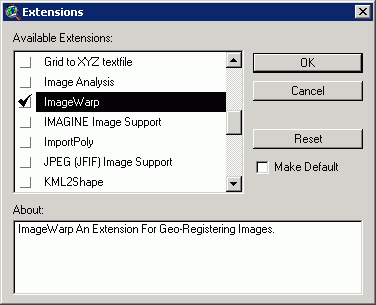 Extensions
Available Extensions:
Grid to XYZ textfile
Image Analysis
ImageWarp
IMAGINE Image Support
ImportPoly
JPEG (JFIF) Image Support
KML2Shape
OK
Cancel
Reset
Make Default
About:
ImageWarp An Extension For Geo-Registering Images.